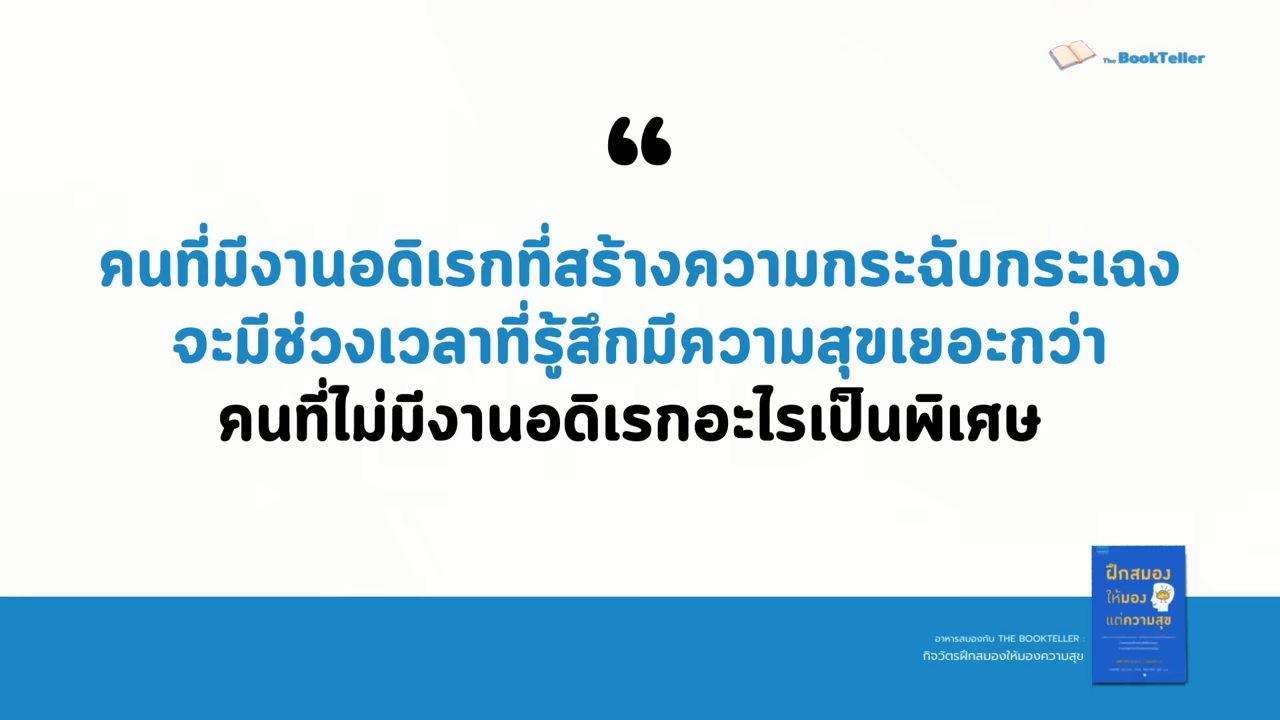 The BookTeller
“
คนที่มีงานอดิเรกที่สร้างความกระฉับกระเฉง
จะมีช่วงเวลาที่รู้สึกมีความสุขเยอะกว่า
คนที่ไม่มีงานอดิเรกอะไรเป็นพิเศษ
อาหารสมองกับ THE BOOKTELLER :
กิจวัตรฝึกสมองให้มองความสุข
ฝึกสมอง
ให้มอง
แต่ความสุข